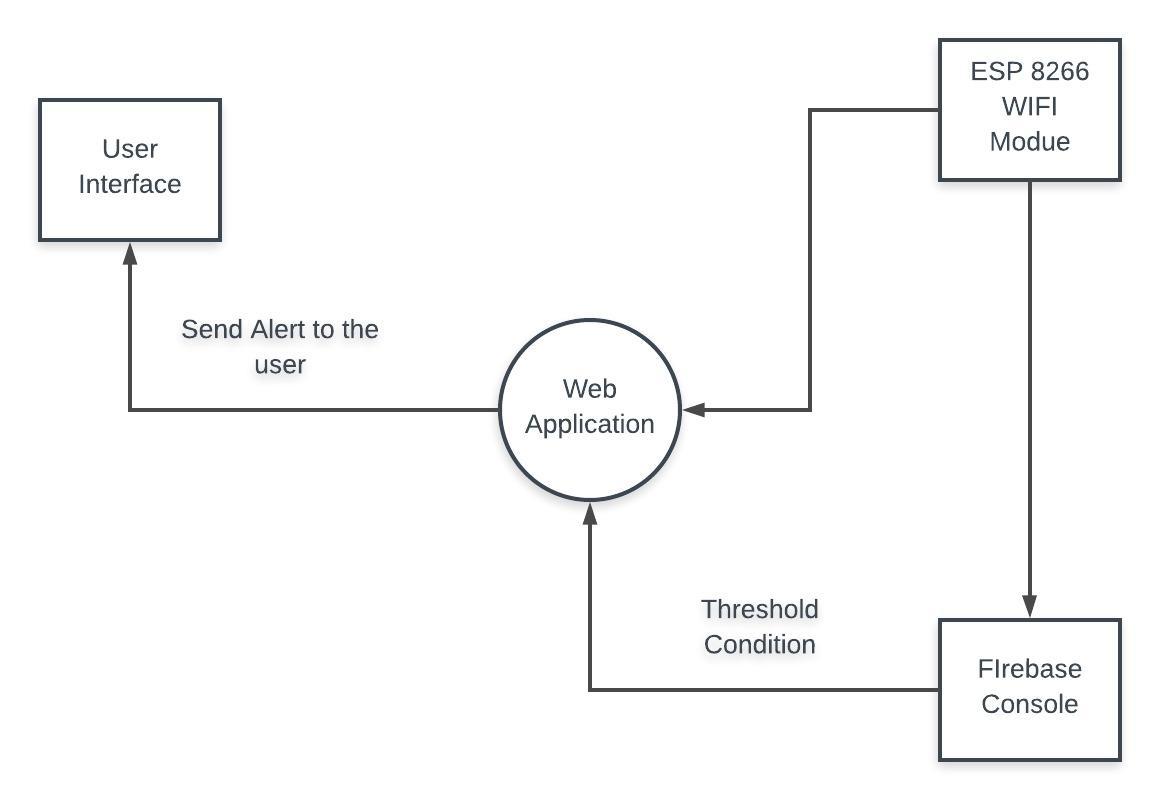 ESP 8266
WIFI
Modue
User
Interface
Send Alert to the
user
Web
Application
Threshold
Condition
FIrebase
Console